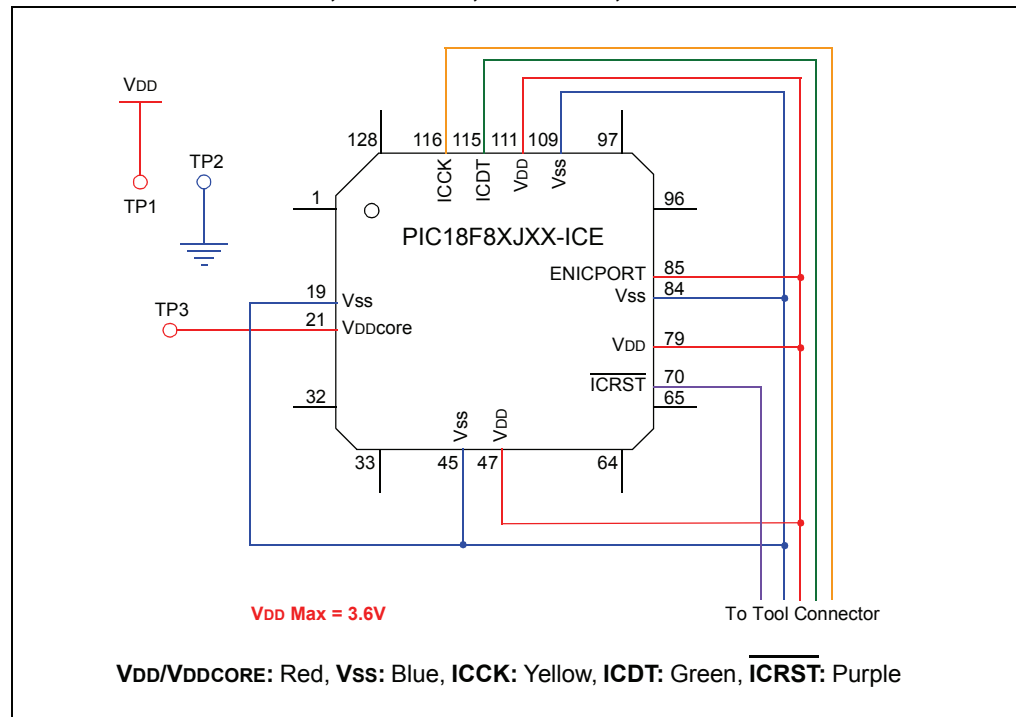 VDD
TP1
TP2
TP3
128
116
115
111
109
97
ICCK
ICDT
VDD
Vss
1
96
PIC18F8XJXX-ICE
ENICPORT
85
Vss
84
19
Vss
21
VDDcore
VDD
79
ICRST
70
65
32
Vss
VDD
33
45
47
64
VDD Max = 3.6V
To Tool Connector
VDD/VDDCORE: Red, Vss: Blue, ICCK: Yellow, ICDT: Green, ICRST: Purple